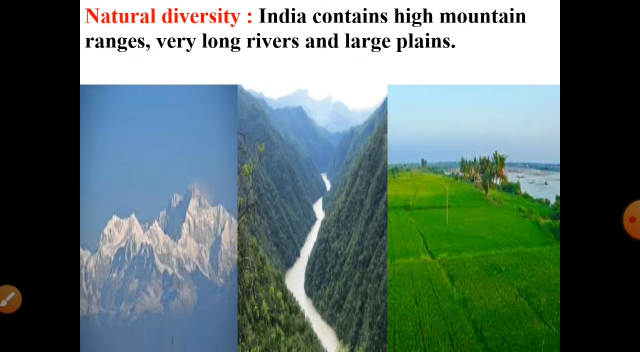 Natural diversity : India contains high mountain
ranges, very long rivers and large plains.